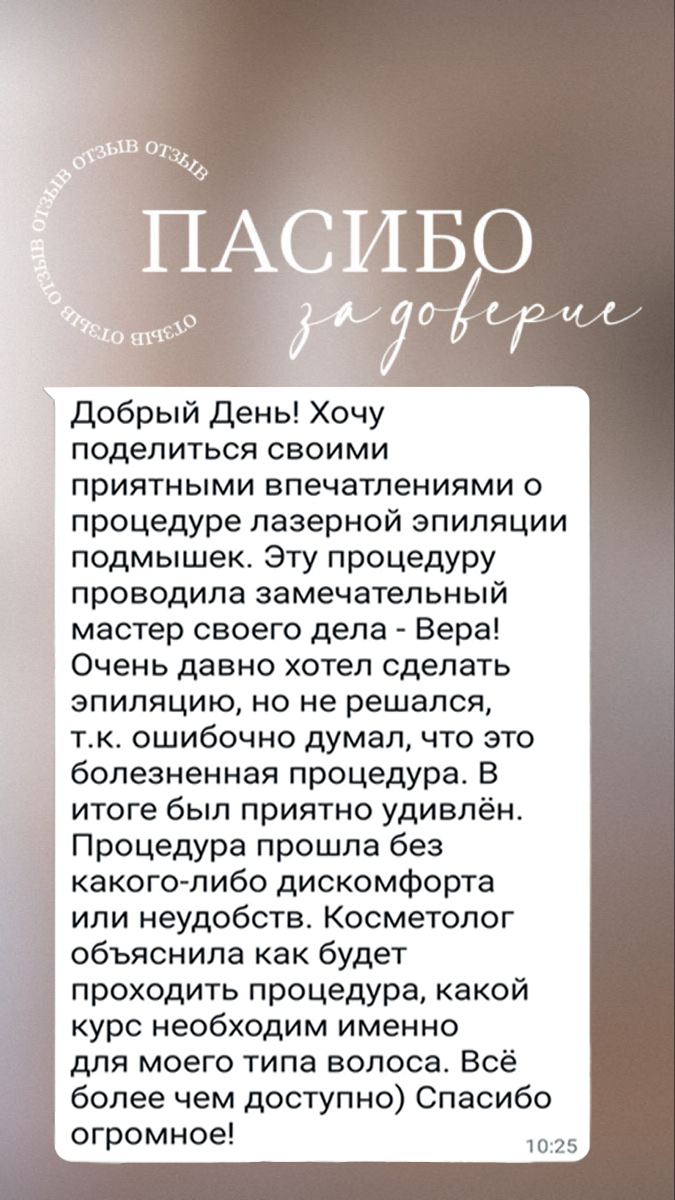 ОТЗЫВ ОТЗЫВ ОТЗЫВ ОТЗЫВ ОТЗЫВ ОТЗЫВ ОТЗЫВ
ПАСИБО
за доверие
Добрый День! Хочу
поделиться своими
приятными впечатлениями о
процедуре лазерной эпиляции
подмышек. Эту процедуру
проводила замечательный
мастер своего дела - Вера!
Очень давно хотел сделать
эпиляцию, но не решался,
т.к. ошибочно думал, что это
болезненная процедура. В
итоге был приятно удивлён.
Процедура прошла без
какого-либо дискомфорта
или неудобств. Косметолог
объяснила как будет
проходить процедура, какой
курс необходим именно
для моего типа волоса. Всё
более чем доступно) Спасибо
огромное!
10:25